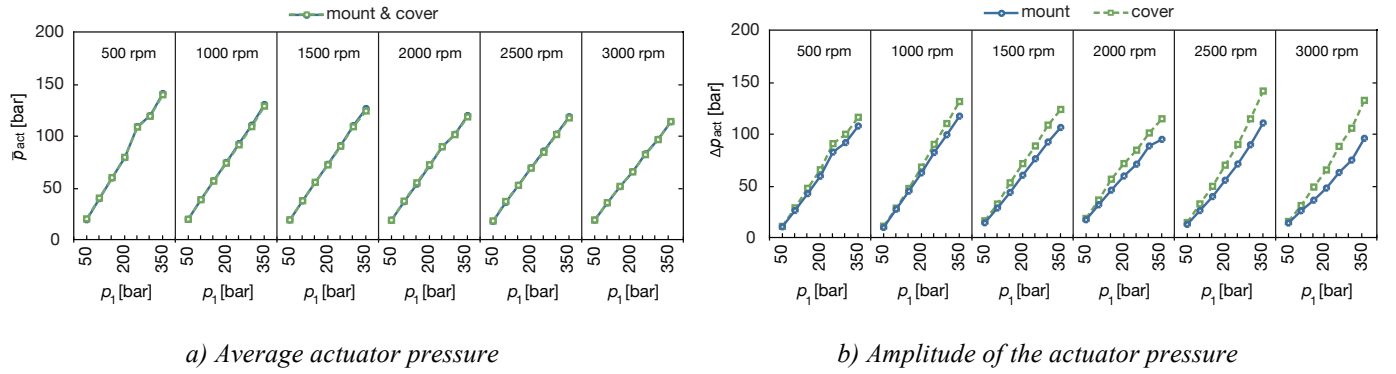 mount & cover
200
150
100
50
0
p̅act [bar]
500 rpm
1000 rpm
1500 rpm
2000 rpm
2500 rpm
3000 rpm
50 200 350 50 200 350 50 200 350 50 200 350 50 200 350 50 200 350
p1 [bar] p1 [bar] p1 [bar] p1 [bar] p1 [bar] p1 [bar]
a) Average actuator pressure
mount cover
200
150
100
50
0
Δpact [bar]
500 rpm
1000 rpm
1500 rpm
2000 rpm
2500 rpm
3000 rpm
50 200 350 50 200 350 50 200 350 50 200 350 50 200 350 50 200 350
p1 [bar] p1 [bar] p1 [bar] p1 [bar] p1 [bar] p1 [bar]
b) Amplitude of the actuator pressure